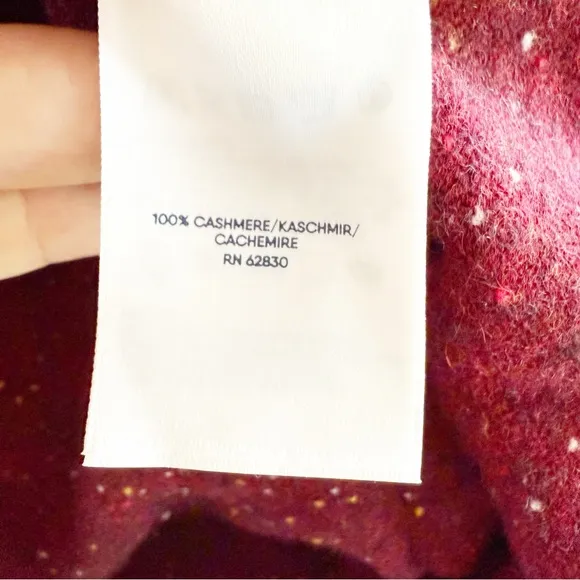 100% CASHMERE/KASCHMIR/
CACHEMIRE
RN 62830